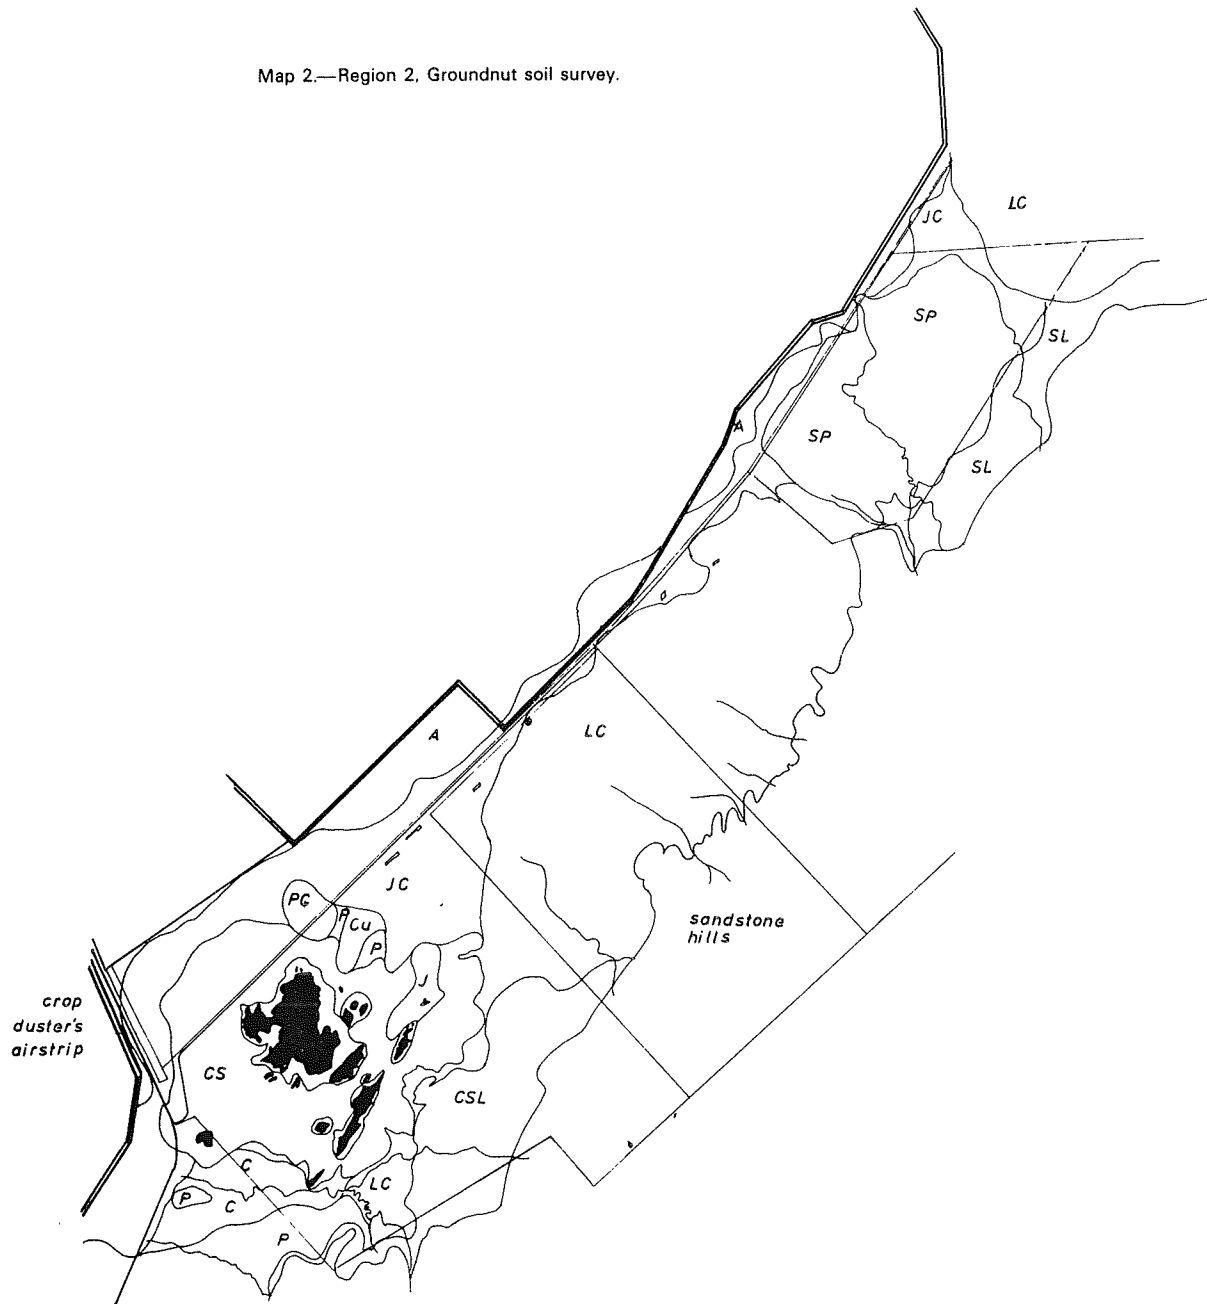 Map 2.—Region 2, Groundnut soil survey.
LC
JC
SP
SL
A
SP
SL
LC
A
JC
PG
P
Cu
P
sandstone
hills
J
crop
duster's
airstrip
CS
CSL
C
LC
P
C
P